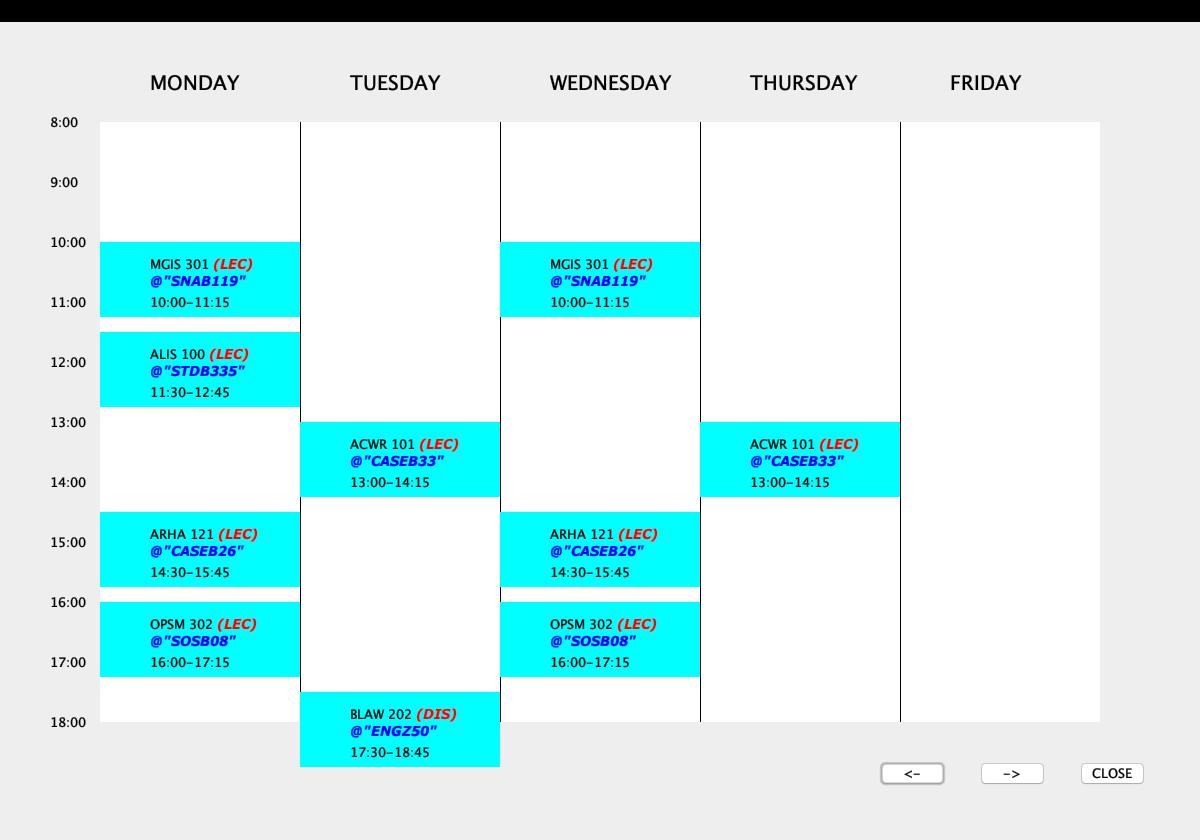 MONDAY TUESDAY WEDNESDAY THURSDAY FRIDAY
8:00
9:00
10:00
MGIS 301 (LEC) MGIS 301 (LEC)
@"SNAB119" @"SNAB119"
11:00 10:00-11:15 10:00-11:15
ALIS 100 (LEC)
12:00
@"STDB335"
11:30-12:45
13:00
ACWR 101 (LEC) ACWR 101 (LEC)
@"CASEB33" @"CASEB33"
14:00 13:00-14:15 13:00-14:15
ARHA 121 (LEC) ARHA 121 (LEC)
15:00
@"CASEB26" @"CASEB26"
14:30-15:45 14:30-15:45
16:00
OPSM 302 (LEC) OPSM 302 (LEC)
@"SOSB08" @"SOSB08"
17:00 16:00-17:15 16:00-17:15
BLAW 202 (DIS)
18:00
@"ENGZ50"
17:30-18:45
<- -> CLOSE